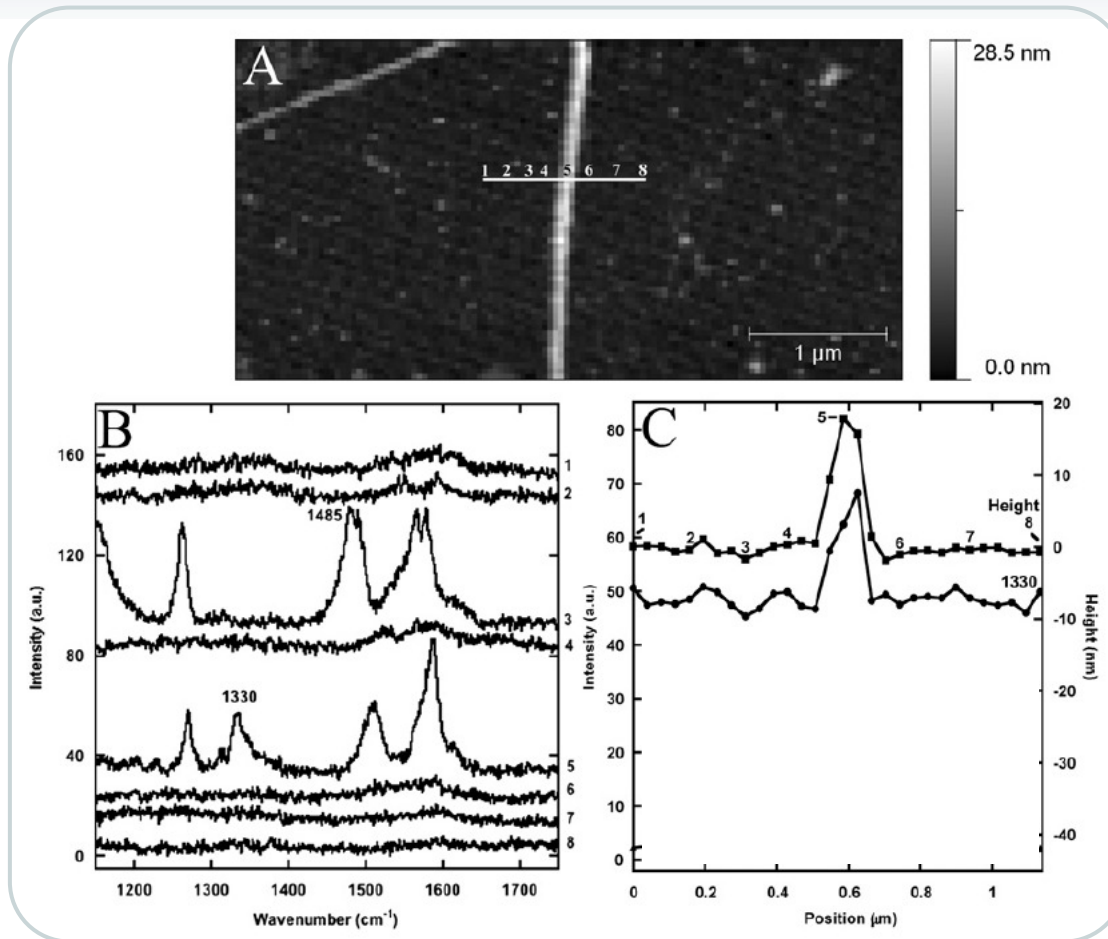 A
28.5 nm
1 2 3 4 5 6 7 8
1 µm
0.0 nm
B
160
120
80
40
0
Intensity (a.u.)
1
2
1485
3
4
1330
5
6
7
8
1200 1300 1400 1500 1600 1700
Wavenumber (cm⁻¹)
C
80
70
60
50
40
30
20
10
0
Intensity (a.u.)
5
1
2
3
4
6
7
Height
8
1330
20
10
0
-10
-20
-30
-40
Height (nm)
0 0.2 0.4 0.6 0.8 1
Position (µm)